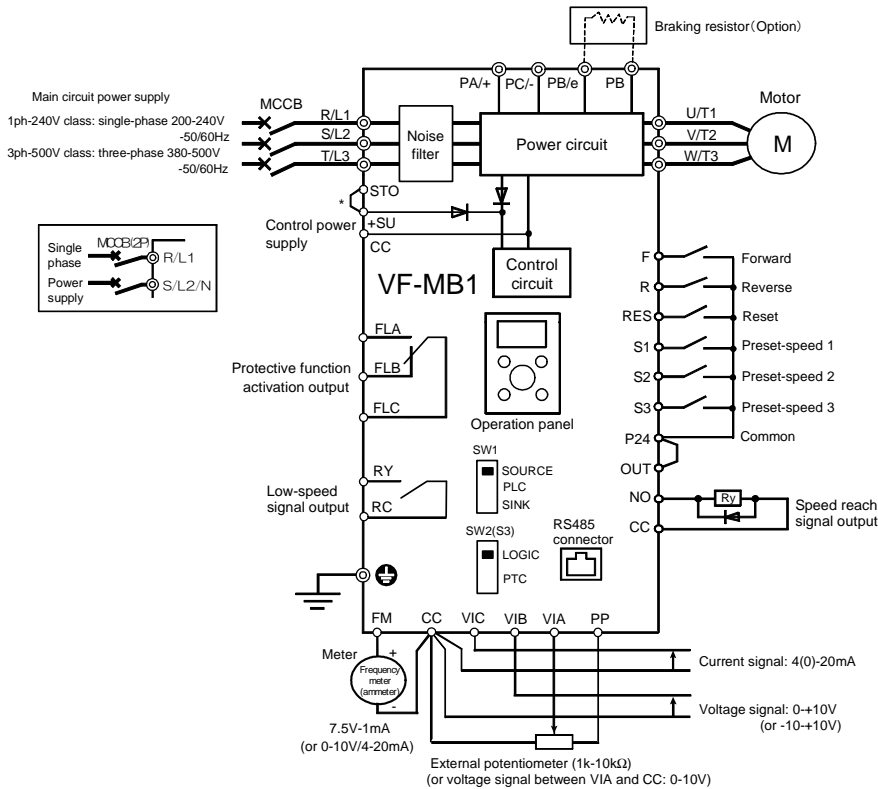 Braking resistor(Option)
PA/+ PC/- PB/e PB
Main circuit power supply
MCCB
1ph-240V class: single-phase 200-240V
-50/60Hz
3ph-500V class: three-phase 380-500V
-50/60Hz
R/L1
S/L2
T/L3
Noise
filter
Power circuit
U/T1
V/T2
W/T3
Motor
M
STO
*
+SU
CC
Control power
supply
Control
circuit
VF-MB1
MCCB(2P)
Single
phase
R/L1
Power
supply
S/L2/N
F Forward
R Reverse
RES Reset
S1 Preset-speed 1
S2 Preset-speed 2
S3 Preset-speed 3
P24 Common
OUT
NO Ry
CC
Speed reach
signal output
FLA
FLB
FLC
Protective function
activation output
Operation panel
RY
RC
Low-speed
signal output
SW1
SOURCE
PLC
SINK
SW2(S3)
LOGIC
PTC
RS485
connector
FM CC VIC VIB VIA PP
Meter
+
Frequency
meter
(ammeter)
-
7.5V-1mA
(or 0-10V/4-20mA)
Current signal: 4(0)-20mA
Voltage signal: 0-+10V
(or -10-+10V)
External potentiometer (1k-10kΩ)
(or voltage signal between VIA and CC: 0-10V)